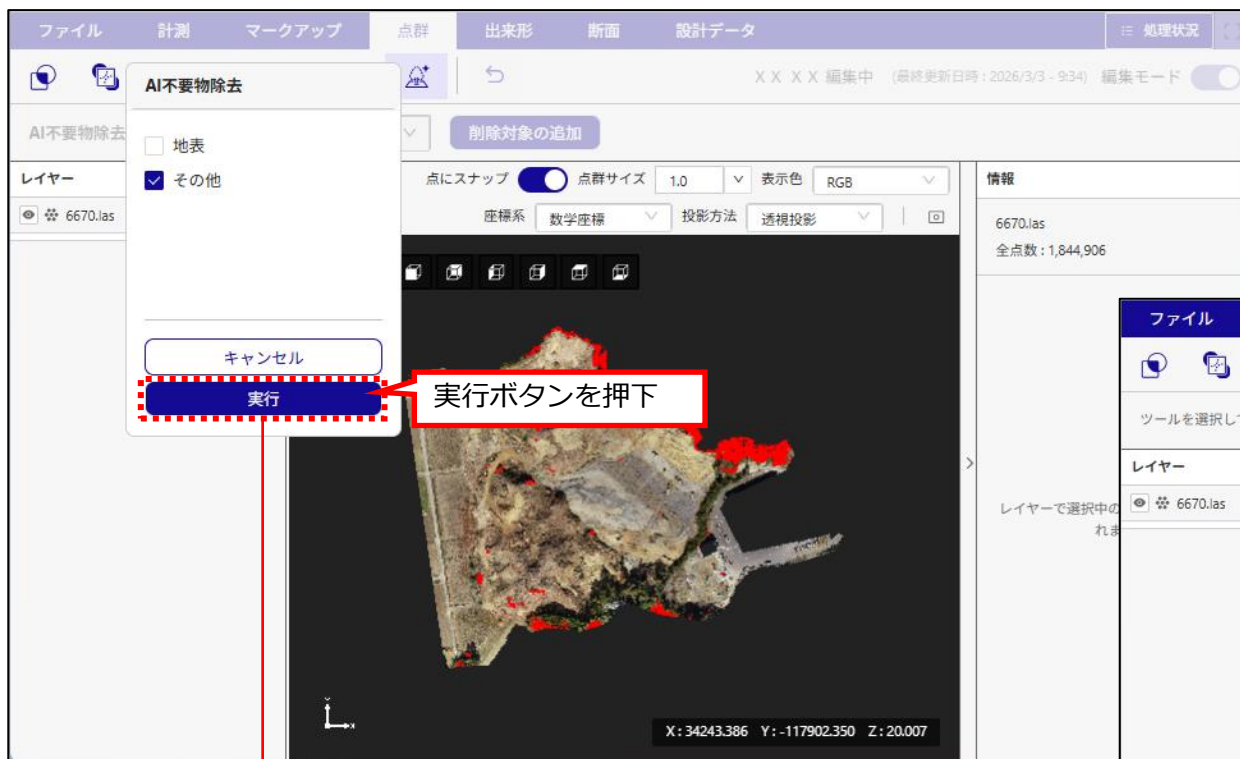 ファイル 計測 マークアップ 点群 出来形 断面 設計データ 処理状況
X X X X 編集中 (最終更新日時 : 2026/3/3 - 9:34) 編集モード
AI不要物除去
削除対象の追加
AI不要物除去
地表
その他
キャンセル
実行
実行ボタンを押下
レイヤー
6670.las
点にスナップ 点群サイズ 1.0 表示色 RGB
座標系 数学座標 投影方法 透視投影
X : 34243.386 Y : -117902.350 Z : 20.007
情報
6670.las
全点数 : 1,844,906
レイヤーで選択中の
れま
ファイル
ツールを選択して
レイヤー
6670.las